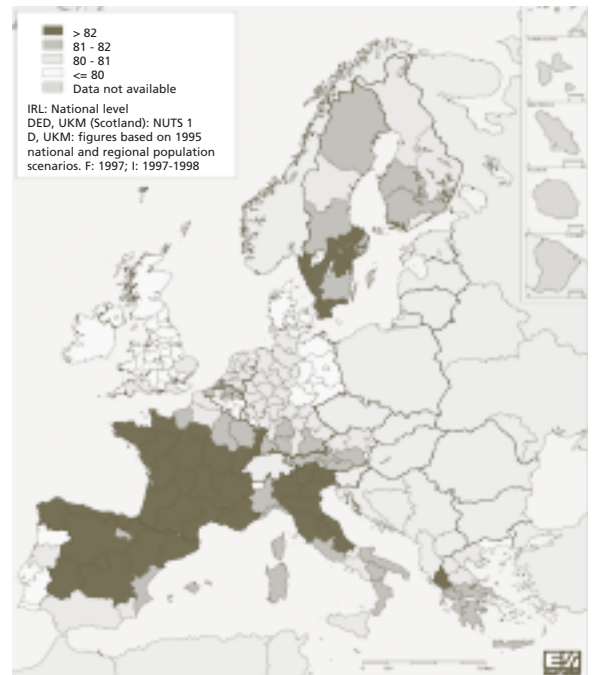 > 82
81 - 82
80 - 81
<= 80
Data not available
IRL: National level
DED, UKM (Scotland): NUTS 1
D, UKM: figures based on 1995
national and regional population
scenarios. F: 1997; I: 1997-1998